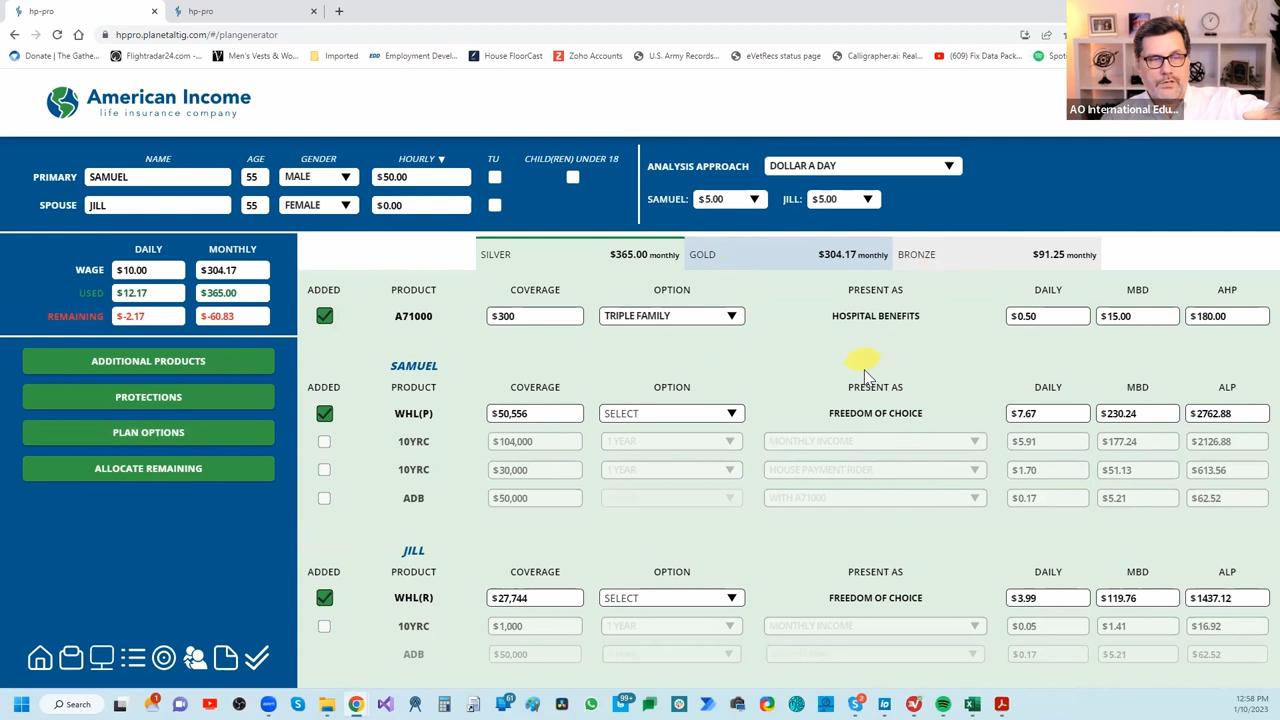 hp-pro
hp-pro
hppro.planetaltig.com/#/plangenerator
Donate | The Gathe...
Flightradar24.com -...
Men's Vests & Wo...
Imported
EDD
Employment Devel...
House FloorCast
Zoho Accounts
U.S. Army Records...
eVetRecs status page
Calligrapher.ai: Real...
(609) Fix Data Pack...
Spot
AO International Edu...
American Income
life insurance company
NAME
AGE
GENDER
HOURLY ▼
TU
CHILD(REN) UNDER 18
PRIMARY
SAMUEL
55
MALE
$50.00
SPOUSE
JILL
55
FEMALE
$0.00
ANALYSIS APPROACH
DOLLAR A DAY
SAMUEL:
$5.00
JILL:
$5.00
DAILY
MONTHLY
WAGE
$10.00
$304.17
USED
$12.17
$365.00
REMAINING
$-2.17
$-60.83
ADDITIONAL PRODUCTS
PROTECTIONS
PLAN OPTIONS
ALLOCATE REMAINING
SILVER
$365.00 monthly
GOLD
$304.17 monthly
BRONZE
$91.25 monthly
ADDED
PRODUCT
COVERAGE
OPTION
PRESENT AS
DAILY
MBD
AHP
A71000
$300
TRIPLE FAMILY
HOSPITAL BENEFITS
$0.50
$15.00
$180.00
SAMUEL
ADDED
PRODUCT
COVERAGE
OPTION
PRESENT AS
DAILY
MBD
ALP
WHL(P)
$50,556
SELECT
FREEDOM OF CHOICE
$7.67
$230.24
$2762.88
10YRC
$104,000
1 YEAR
MONTHLY INCOME
$5.91
$177.24
$2126.88
10YRC
$30,000
1 YEAR
HOUSE PAYMENT RIDER
$1.70
$51.13
$613.56
ADB
$50,000
WITH A71000
$0.17
$5.21
$62.52
JILL
ADDED
PRODUCT
COVERAGE
OPTION
PRESENT AS
DAILY
MBD
ALP
WHL(R)
$27,744
SELECT
FREEDOM OF CHOICE
$3.99
$119.76
$1437.12
10YRC
$1,000
1 YEAR
MONTHLY INCOME
$0.05
$1.41
$16.92
ADB
$50,000
$0.17
$5.21
$62.52
Search
1
61
99+
2
12:58 PM
1/10/2023